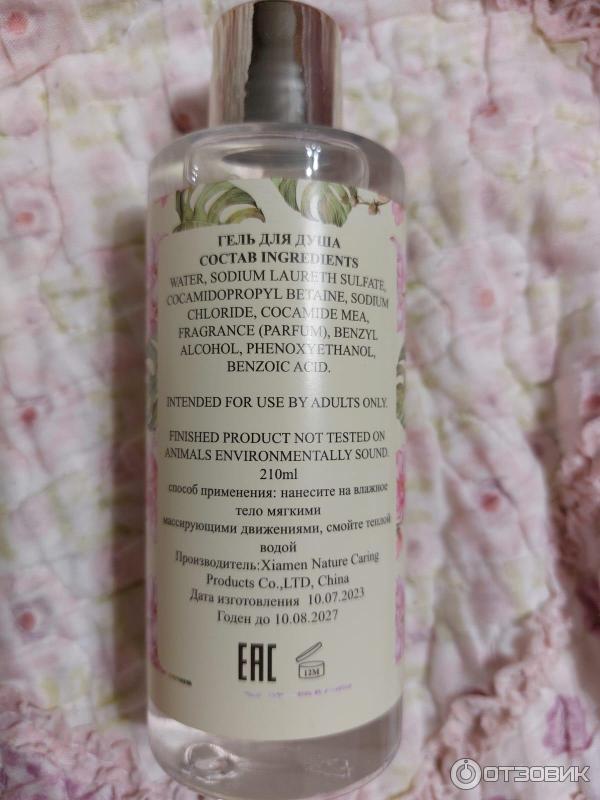 ГЕЛЬ ДЛЯ ДУША
СОСТАВ INGREDIENTS
WATER, SODIUM LAURETH SULFATE,
COCAMIDOPROPYL BETAINE, SODIUM
CHLORIDE, COCAMIDE MEA,
FRAGRANCE (PARFUM), BENZYL
ALCOHOL, PHENOXYETHANOL,
BENZOIC ACID.
INTENDED FOR USE BY ADULTS ONLY.
FINISHED PRODUCT NOT TESTED ON
ANIMALS ENVIRONMENTALLY SOUND.
210ml
способ применения: нанесите на влажное
тело мягкими
массирующими движениями, смойте теплой
водой
Производитель:Xiamen Nature Caring
Products Co.,LTD, China
Дата изготовления 10.07.2023
Годен до 10.08.2027
EAC
12M
ОТЗОВИК